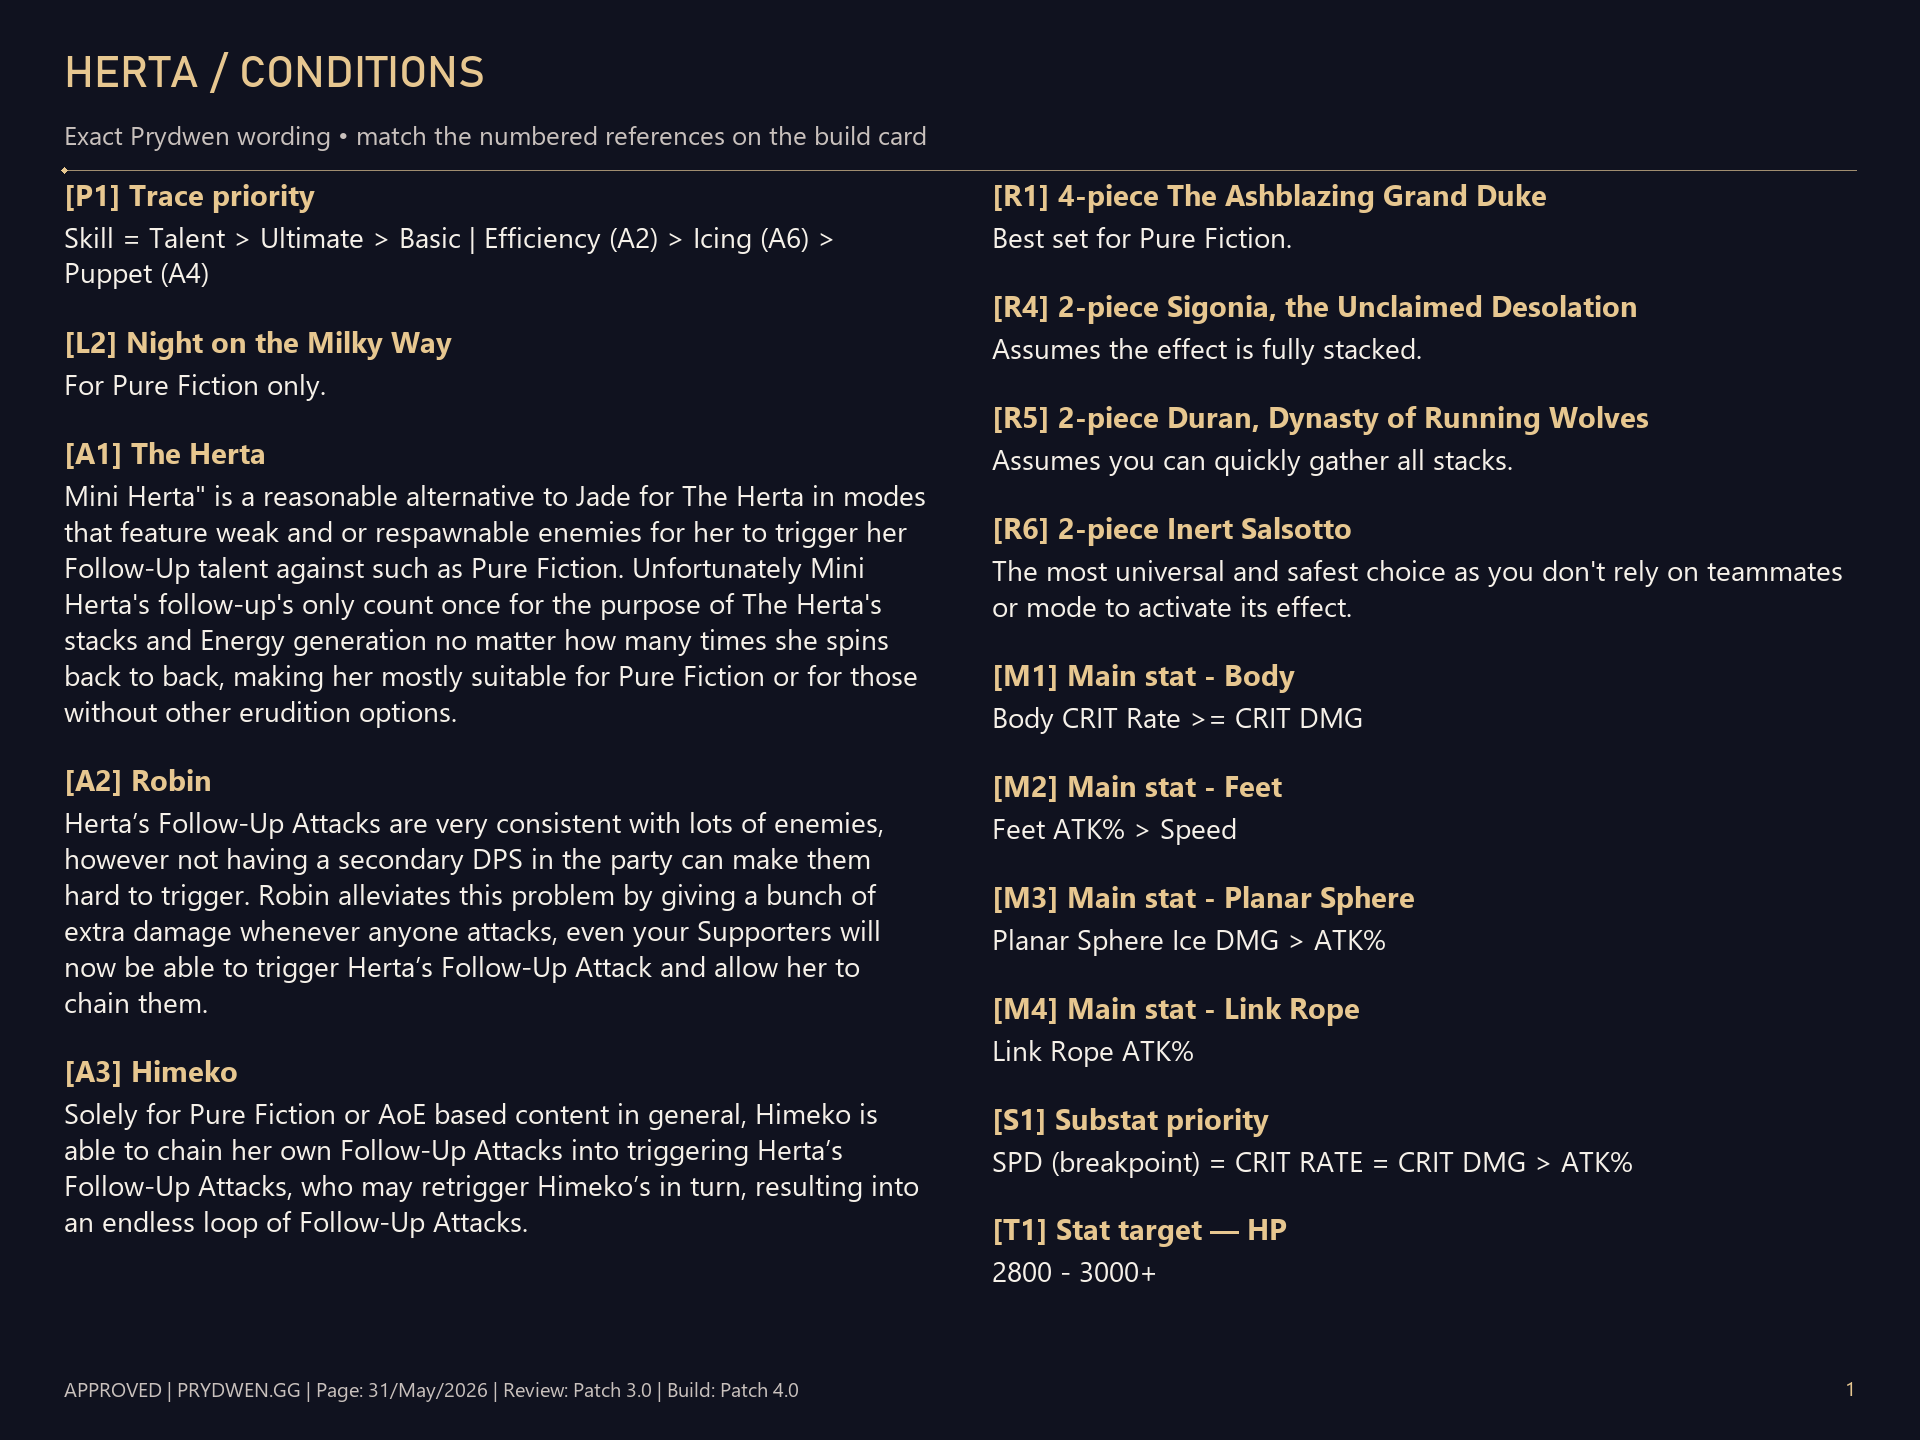 HERTA / CONDITIONS
Exact Prydwen wording • match the numbered references on the build card
[P1] Trace priority
Skill = Talent > Ultimate > Basic | Efficiency (A2) > Icing (A6) >
Puppet (A4)
[L2] Night on the Milky Way
For Pure Fiction only.
[A1] The Herta
Mini Herta" is a reasonable alternative to Jade for The Herta in modes
that feature weak and or respawnable enemies for her to trigger her
Follow-Up talent against such as Pure Fiction. Unfortunately Mini
Herta's follow-up's only count once for the purpose of The Herta's
stacks and Energy generation no matter how many times she spins
back to back, making her mostly suitable for Pure Fiction or for those
without other erudition options.
[A2] Robin
Herta’s Follow-Up Attacks are very consistent with lots of enemies,
however not having a secondary DPS in the party can make them
hard to trigger. Robin alleviates this problem by giving a bunch of
extra damage whenever anyone attacks, even your Supporters will
now be able to trigger Herta’s Follow-Up Attack and allow her to
chain them.
[A3] Himeko
Solely for Pure Fiction or AoE based content in general, Himeko is
able to chain her own Follow-Up Attacks into triggering Herta’s
Follow-Up Attacks, who may retrigger Himeko’s in turn, resulting into
an endless loop of Follow-Up Attacks.
[R1] 4-piece The Ashblazing Grand Duke
Best set for Pure Fiction.
[R4] 2-piece Sigonia, the Unclaimed Desolation
Assumes the effect is fully stacked.
[R5] 2-piece Duran, Dynasty of Running Wolves
Assumes you can quickly gather all stacks.
[R6] 2-piece Inert Salsotto
The most universal and safest choice as you don't rely on teammates
or mode to activate its effect.
[M1] Main stat - Body
Body CRIT Rate >= CRIT DMG
[M2] Main stat - Feet
Feet ATK% > Speed
[M3] Main stat - Planar Sphere
Planar Sphere Ice DMG > ATK%
[M4] Main stat - Link Rope
Link Rope ATK%
[S1] Substat priority
SPD (breakpoint) = CRIT RATE = CRIT DMG > ATK%
[T1] Stat target — HP
2800 - 3000+
APPROVED | PRYDWEN.GG | Page: 31/May/2026 | Review: Patch 3.0 | Build: Patch 4.0
1